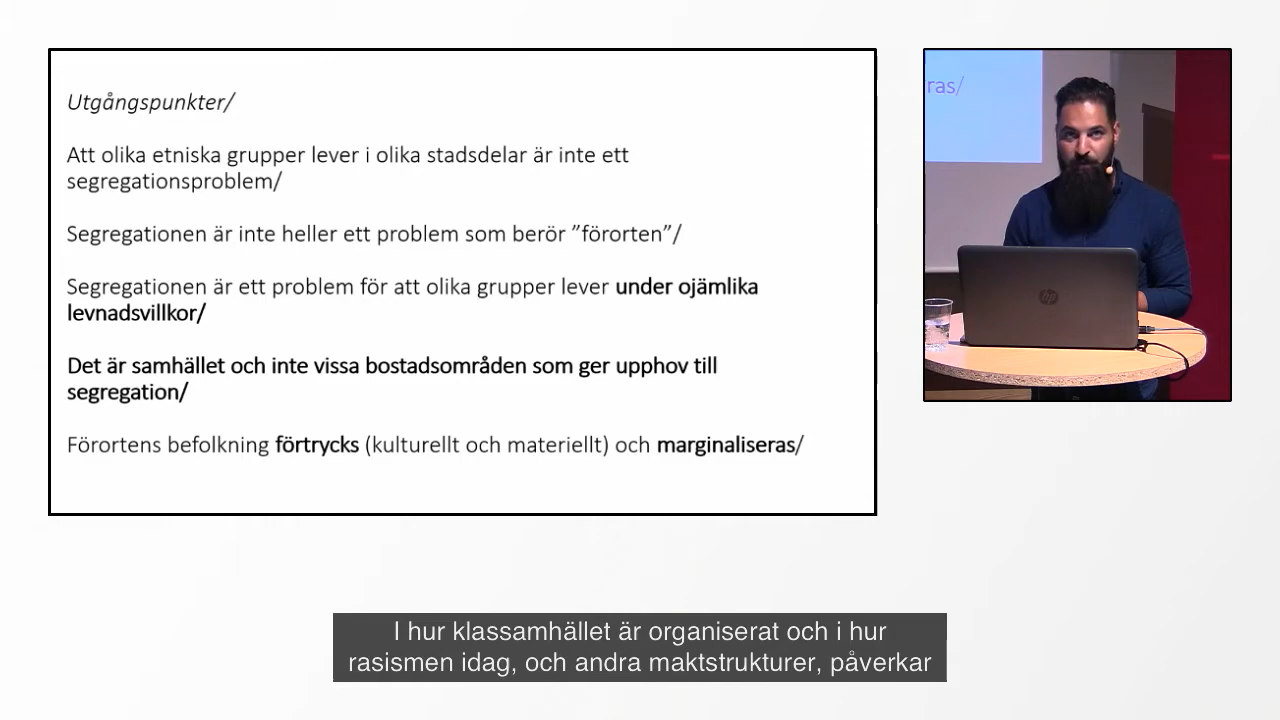 Utgångspunkter/
Att olika etniska grupper lever i olika stadsdelar är inte ett
segregationsproblem/
Segregationen är inte heller ett problem som berör ”förorten”/
Segregationen är ett problem för att olika grupper lever under ojämlika
levnadsvillkor/
Det är samhället och inte vissa bostadsområden som ger upphov till
segregation/
Förortens befolkning förtrycks (kulturellt och materiellt) och marginaliseras/
ras/
hp
I hur klassamhället är organiserat och i hur
rasismen idag, och andra maktstrukturer, påverkar